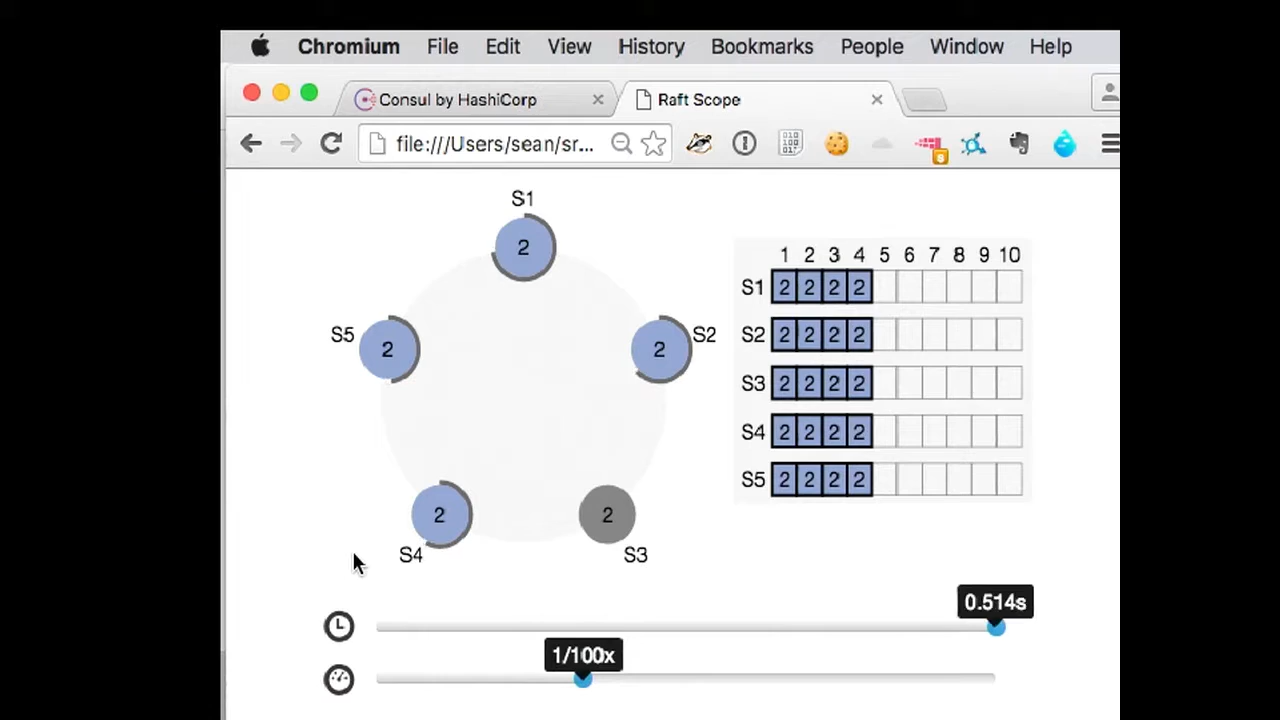 Chromium File Edit View History Bookmarks People Window Help
Consul by HashiCorp
Raft Scope
file:///Users/sean/sr...
S1
2
S5
2
2
S2
2
S4
2
S3
1 2 3 4 5 6 7 8 9 10
S1 2 2 2 2
S2 2 2 2 2
S3 2 2 2 2
S4 2 2 2 2
S5 2 2 2 2
0.514s
1/100x